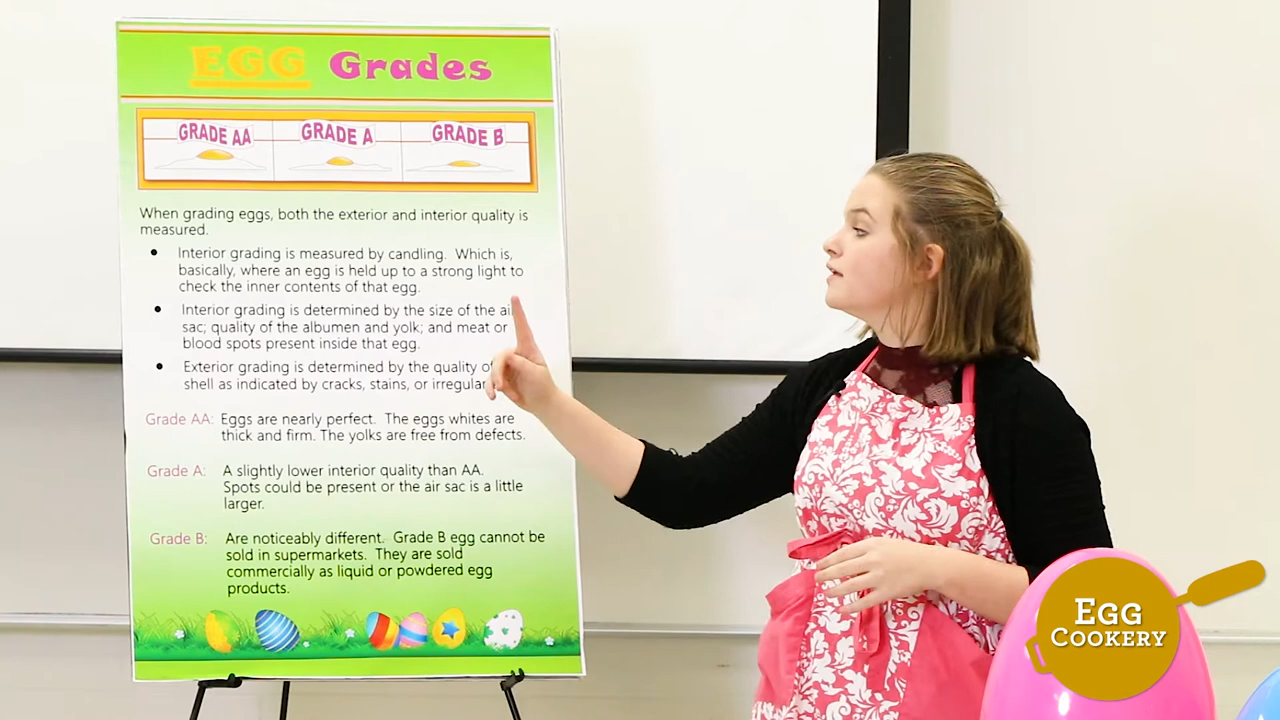 EGG Grades
GRADE AA GRADE A GRADE B
When grading eggs, both the exterior and interior quality is
measured.
• Interior grading is measured by candling. Which is,
basically, where an egg is held up to a strong light to
check the inner contents of that egg.
• Interior grading is determined by the size of the
sac; quality of the albumen and yolk; and meat or
blood spots present inside that egg.
• Exterior grading is determined by the quality
shell as indicated by cracks, stains, or
Grade AA: Eggs are nearly perfect. The eggs whites are
thick and firm. The yolks are free from defects.
Grade A: A slightly lower interior quality than AA.
Spots could be present or the air sac is a little
larger.
Grade B: Are noticeably different. Grade B egg cannot be
sold in supermarkets. They are sold
commercially as liquid or powdered egg
products.
EGG
COOKERY